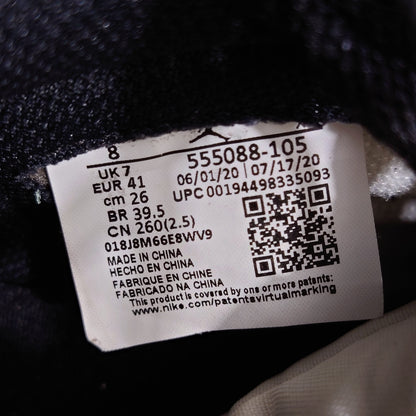 8
555088-105
UK 7
06/01/20 07/17/20
EUR 41
UPC 00194498335093
cm 26
BR 39.5
CN 260(2.5)
018J8M66E8WV9
MADE IN CHINA
HECHO EN CHINA
FABRIQUE EN CHINE
FABRICADO NA CHINA
This product is covered by one or more patents:
www.nike.com/patentsvirtualmarking